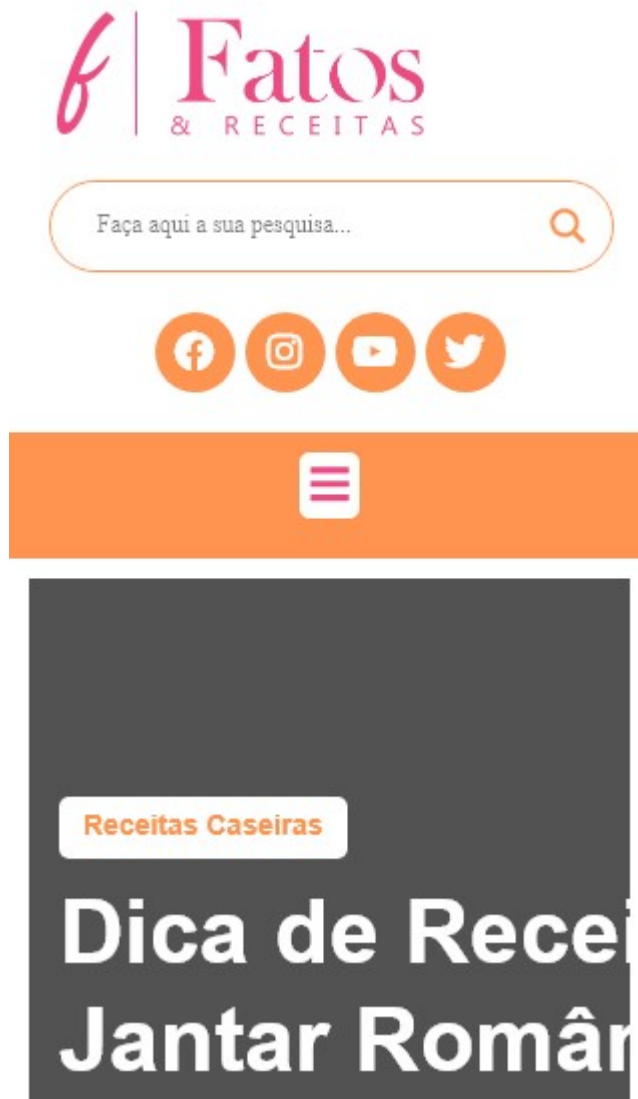 f Fatos
& RECEITAS
Faça aqui a sua pesquisa...
Receitas Caseiras
Dica de Recei
Jantar Român